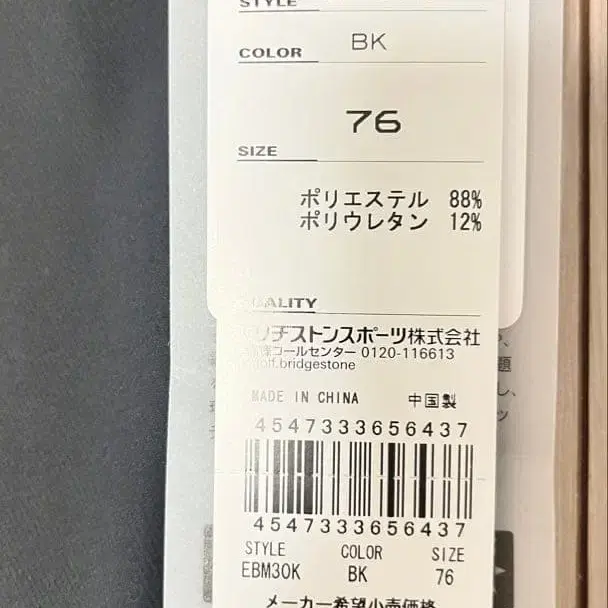 STYLE
COLOR BK
76
SIZE
ポリエステル 88%
ポリウレタン 12%
QUALITY
ブリヂストンスポーツ株式会社
コールセンター 0120-116613
golf.bridgestone
MADE IN CHINA 中国製
4547333656437
4547333656437
STYLE COLOR SIZE
EBM30K BK 76
メーカー希望小売価格